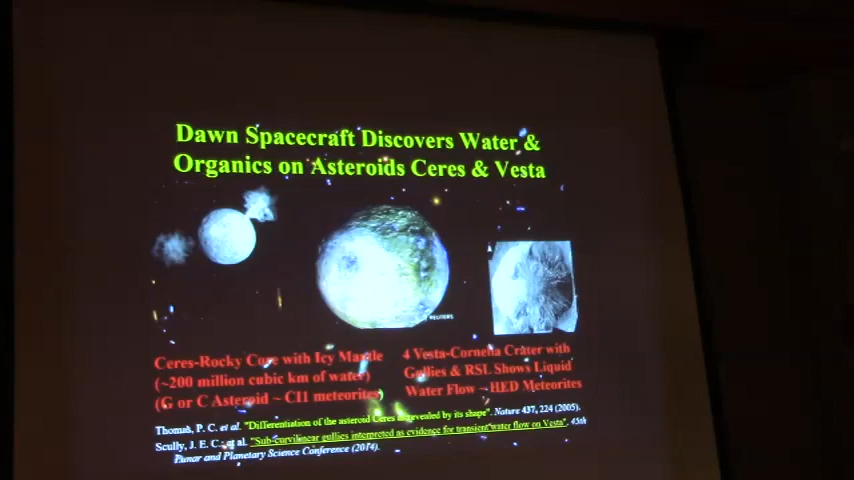 Dawn Spacecraft Discovers Water &
Organics on Asteroids Ceres & Vesta
REUTERS
Ceres-Rocky Core with Icy Mantle
(~200 million cubic km of water)
(G or C Asteroid ~ CI1 meteorites)
4 Vesta-Cornelia Crater with
Gullies & RSL Shows Liquid
Water Flow ~ HED Meteorites
Thomas, P. C. et al. "Differentiation of the asteroid Ceres as revealed by its shape". Nature 437, 224 (2005).
Scully, J. E. C.; et al. "Sub-curvilinear gullies interpreted as evidence for transient water flow on Vesta". 45th
Lunar and Planetary Science Conference (2014).